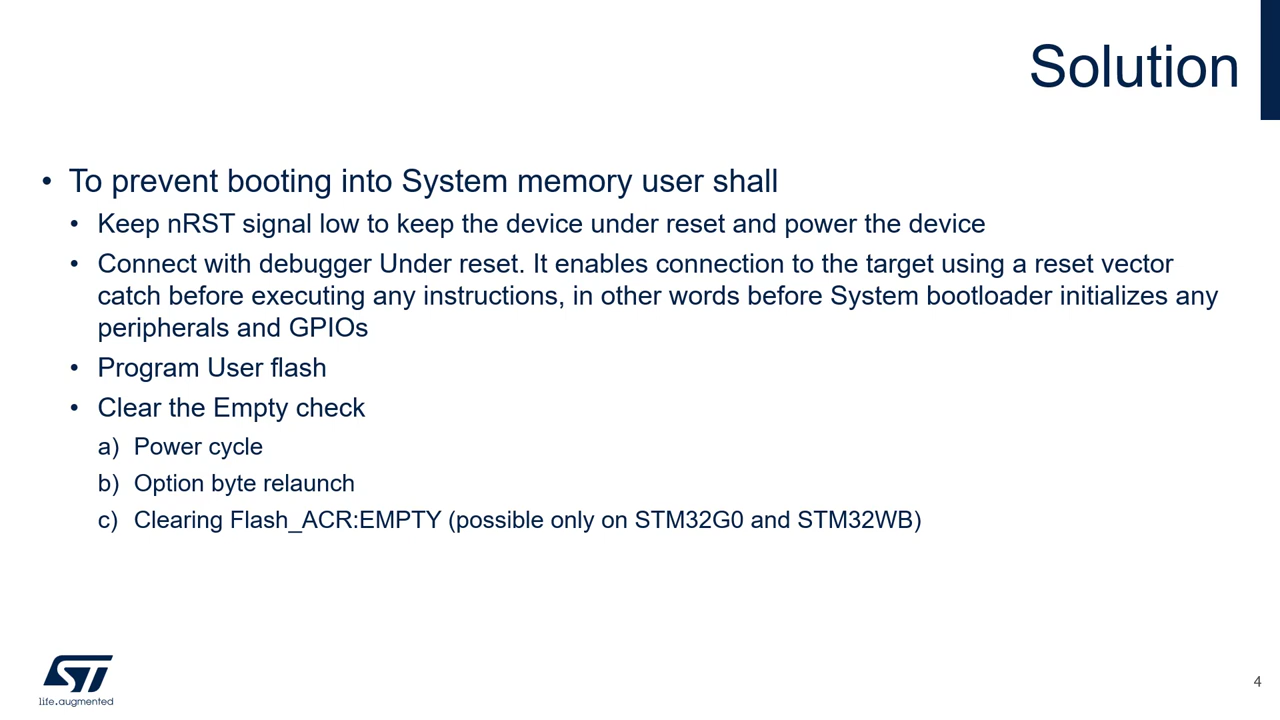 Solution
• To prevent booting into System memory user shall
• Keep nRST signal low to keep the device under reset and power the device
• Connect with debugger Under reset. It enables connection to the target using a reset vector
catch before executing any instructions, in other words before System bootloader initializes any
peripherals and GPIOs
• Program User flash
• Clear the Empty check
a) Power cycle
b) Option byte relaunch
c) Clearing Flash_ACR:EMPTY (possible only on STM32G0 and STM32WB)
ST
life.augmented
4